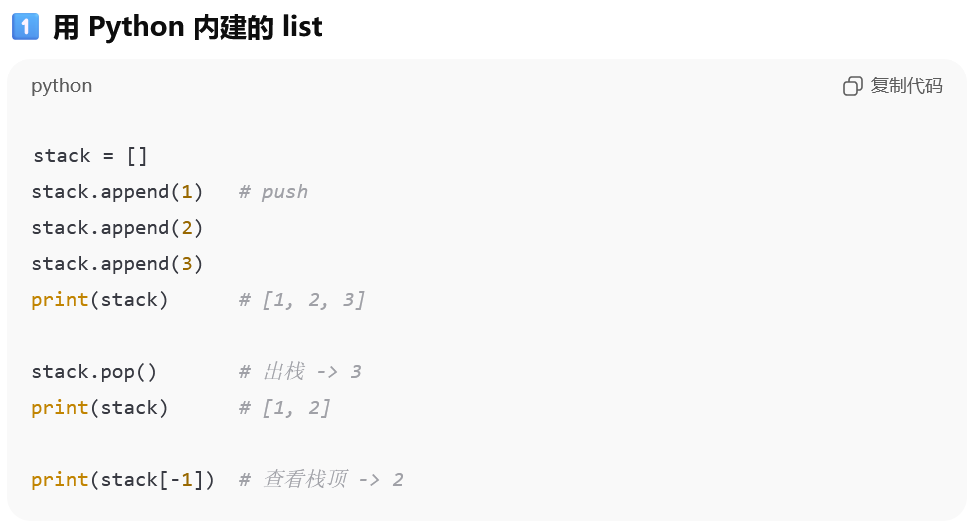 1 用 Python 内建的 list
python
复制代码
stack = []
stack.append(1)   # push
stack.append(2)
stack.append(3)
print(stack)      # [1, 2, 3]
stack.pop()       # 出栈 -> 3
print(stack)      # [1, 2]
print(stack[-1])  # 查看栈顶 -> 2